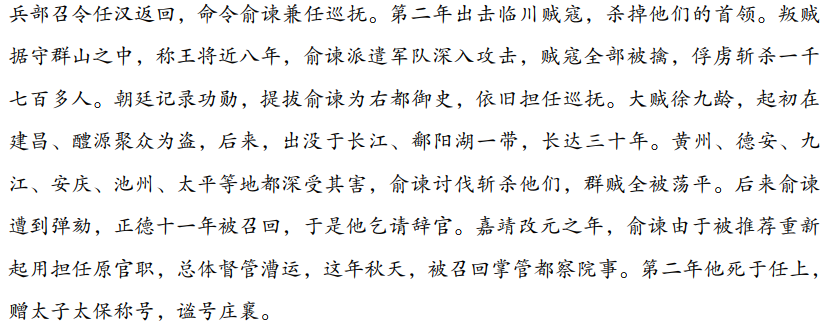 兵部召令任汉返回，命令俞谏兼任巡抚。第二年出击临川贼寇，杀掉他们的首领。叛贼
据守群山之中，称王将近八年，俞谏派遣军队深入攻击，贼寇全部被擒，俘虏斩杀一千
七百多人。朝廷记录功勋，提拔俞谏为右都御史，依旧担任巡抚。大贼徐九龄，起初在
建昌、醴源聚众为盗，后来，出没于长江、鄱阳湖一带，长达三十年。黄州、德安、九
江、安庆、池州、太平等地都深受其害，俞谏讨伐斩杀他们，群贼全被荡平。后来俞谏
遭到弹劾，正德十一年被召回，于是他乞请辞官。嘉靖改元之年，俞谏由于被推荐重新
起用担任原官职，总体督管漕运，这年秋天，被召回掌管都察院事。第二年他死于任上，
赠太子太保称号，谥号庄襄。